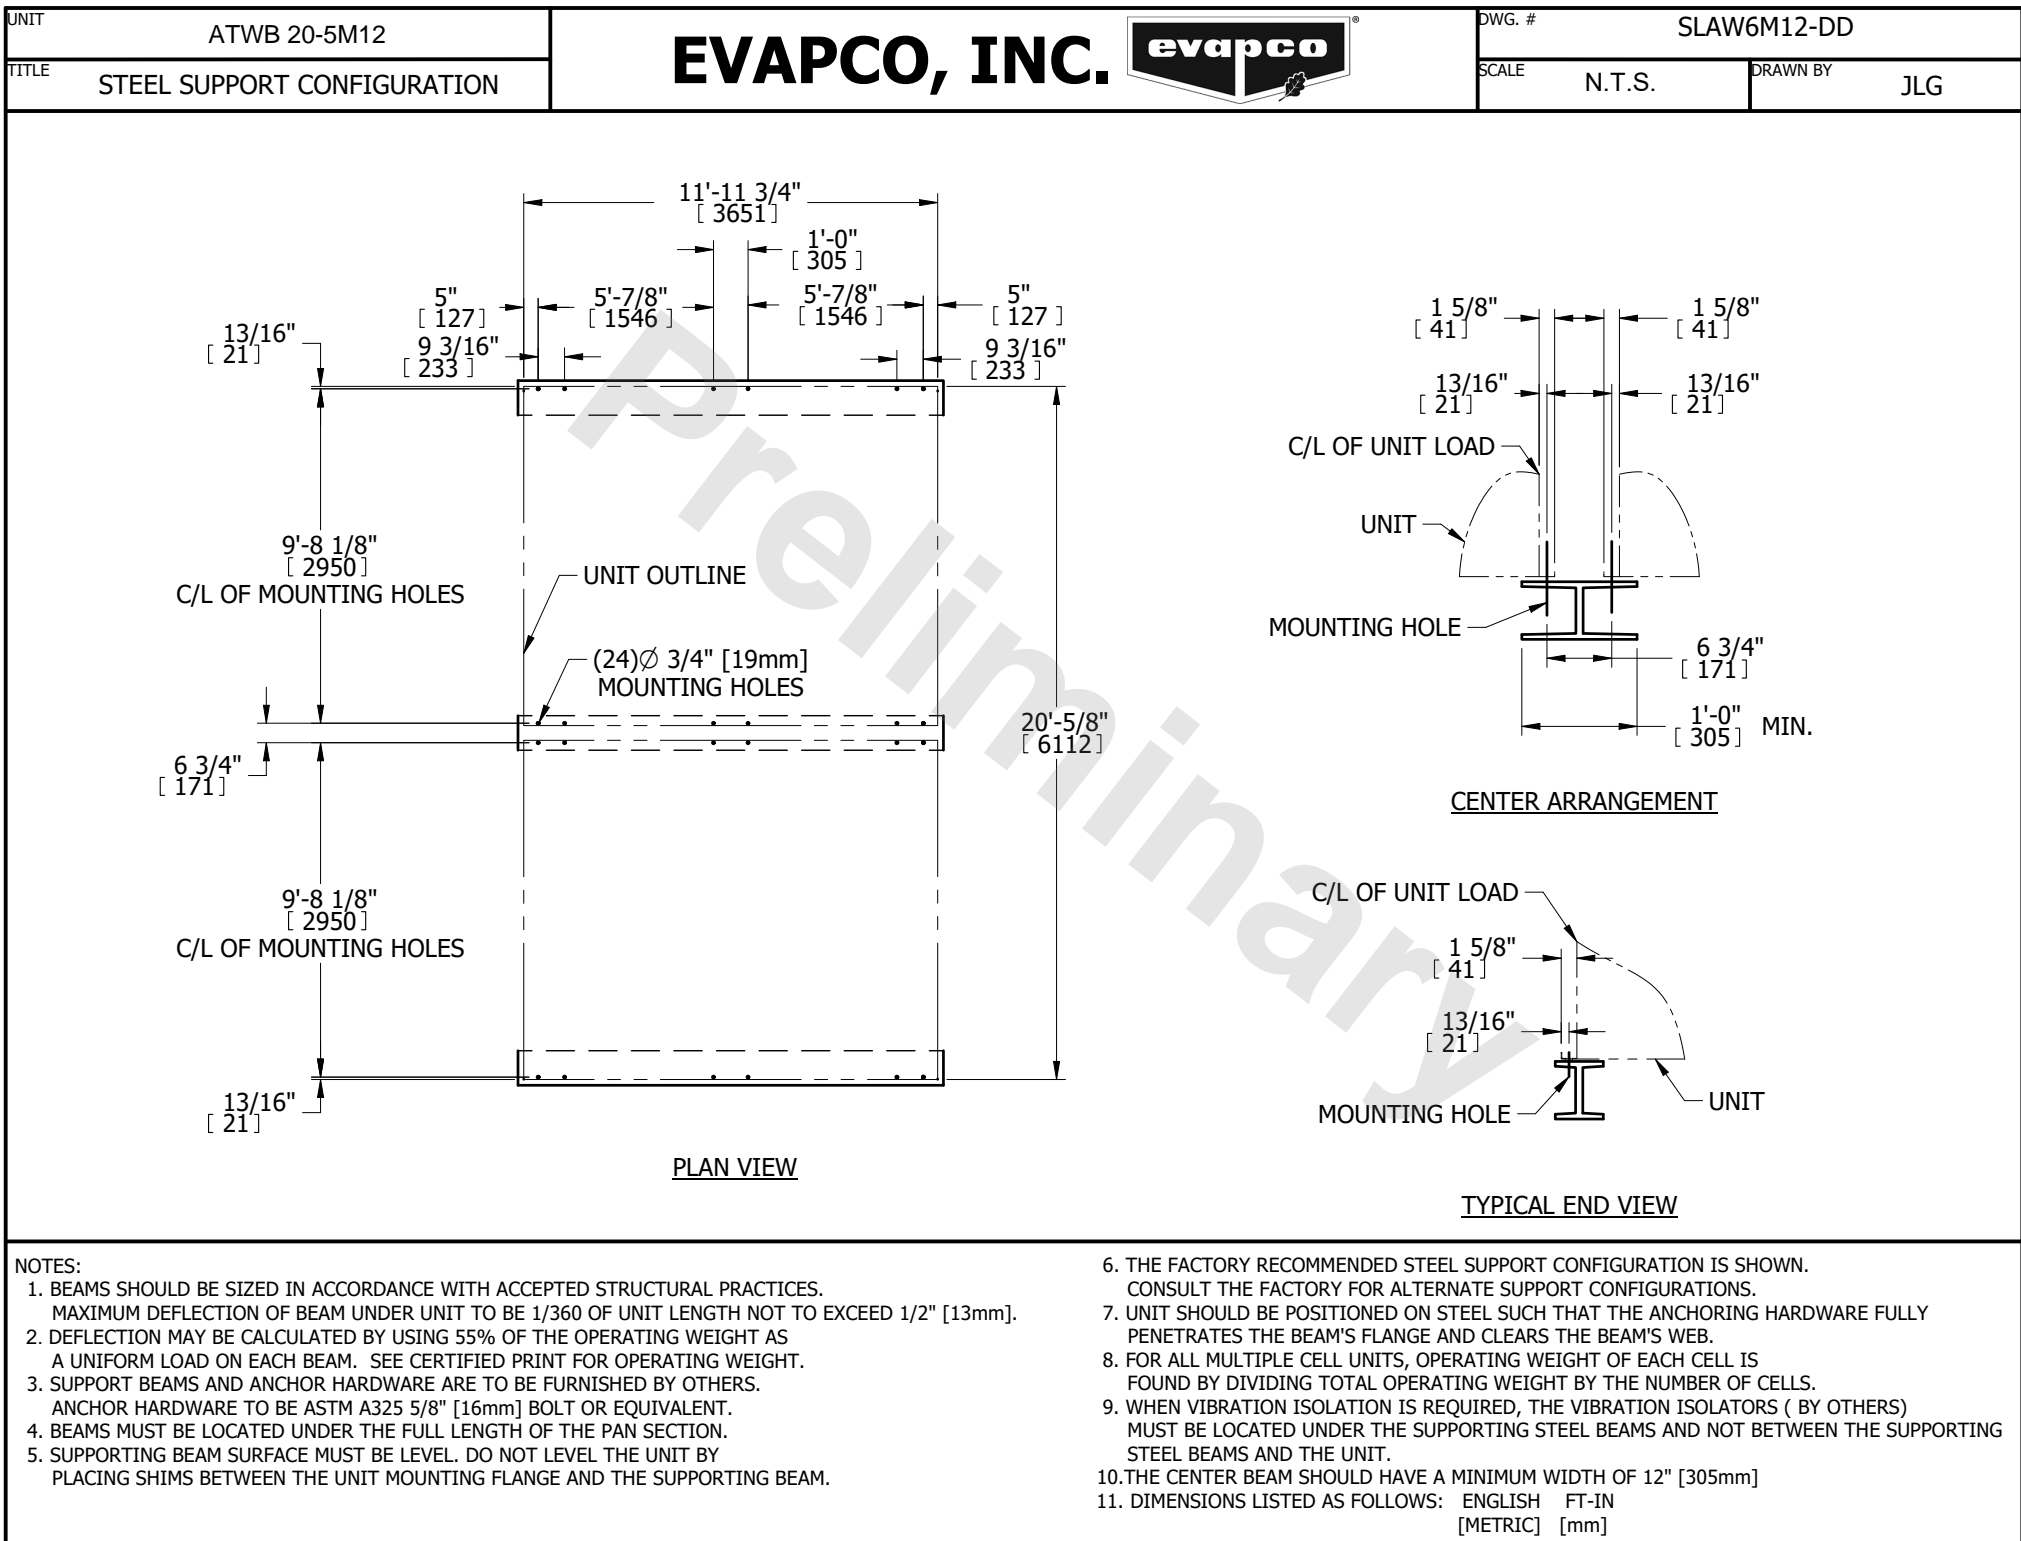 UNIT
ATWB 20-5M12
TITLE
STEEL SUPPORT CONFIGURATION
EVAPCO, INC.
evapco
®
DWG. #
SLAW6M12-DD
SCALE
N.T.S.
DRAWN BY
JLG
11'-11 3/4"
[ 3651]
1'-0"
[ 305 ]
5"
[ 127]
5'-7/8"
[ 1546 ]
5'-7/8"
[ 1546 ]
5"
[ 127 ]
13/16"
[ 21]
9 3/16"
[ 233 ]
9 3/16"
[ 233 ]
9'-8 1/8"
[ 2950]
C/L OF MOUNTING HOLES
UNIT OUTLINE
(24)Ø 3/4" [19mm]
MOUNTING HOLES
6 3/4"
[ 171]
20'-5/8"
[ 6112]
9'-8 1/8"
[ 2950]
C/L OF MOUNTING HOLES
13/16"
[ 21]
PLAN VIEW
1 5/8"
[ 41]
1 5/8"
[ 41]
13/16"
[ 21]
13/16"
[ 21]
C/L OF UNIT LOAD
UNIT
MOUNTING HOLE
6 3/4"
[ 171]
1'-0"
[ 305]
MIN.
CENTER ARRANGEMENT
C/L OF UNIT LOAD
1 5/8"
[ 41]
13/16"
[ 21]
MOUNTING HOLE
UNIT
TYPICAL END VIEW
Preliminary
NOTES:
1. BEAMS SHOULD BE SIZED IN ACCORDANCE WITH ACCEPTED STRUCTURAL PRACTICES.
MAXIMUM DEFLECTION OF BEAM UNDER UNIT TO BE 1/360 OF UNIT LENGTH NOT TO EXCEED 1/2" [13mm].
2. DEFLECTION MAY BE CALCULATED BY USING 55% OF THE OPERATING WEIGHT AS
A UNIFORM LOAD ON EACH BEAM. SEE CERTIFIED PRINT FOR OPERATING WEIGHT.
3. SUPPORT BEAMS AND ANCHOR HARDWARE ARE TO BE FURNISHED BY OTHERS.
ANCHOR HARDWARE TO BE ASTM A325 5/8" [16mm] BOLT OR EQUIVALENT.
4. BEAMS MUST BE LOCATED UNDER THE FULL LENGTH OF THE PAN SECTION.
5. SUPPORTING BEAM SURFACE MUST BE LEVEL. DO NOT LEVEL THE UNIT BY
PLACING SHIMS BETWEEN THE UNIT MOUNTING FLANGE AND THE SUPPORTING BEAM.
6. THE FACTORY RECOMMENDED STEEL SUPPORT CONFIGURATION IS SHOWN.
CONSULT THE FACTORY FOR ALTERNATE SUPPORT CONFIGURATIONS.
7. UNIT SHOULD BE POSITIONED ON STEEL SUCH THAT THE ANCHORING HARDWARE FULLY
PENETRATES THE BEAM'S FLANGE AND CLEARS THE BEAM'S WEB.
8. FOR ALL MULTIPLE CELL UNITS, OPERATING WEIGHT OF EACH CELL IS
FOUND BY DIVIDING TOTAL OPERATING WEIGHT BY THE NUMBER OF CELLS.
9. WHEN VIBRATION ISOLATION IS REQUIRED, THE VIBRATION ISOLATORS ( BY OTHERS)
MUST BE LOCATED UNDER THE SUPPORTING STEEL BEAMS AND NOT BETWEEN THE SUPPORTING
STEEL BEAMS AND THE UNIT.
10.THE CENTER BEAM SHOULD HAVE A MINIMUM WIDTH OF 12" [305mm]
11. DIMENSIONS LISTED AS FOLLOWS: ENGLISH FT-IN
[METRIC] [mm]